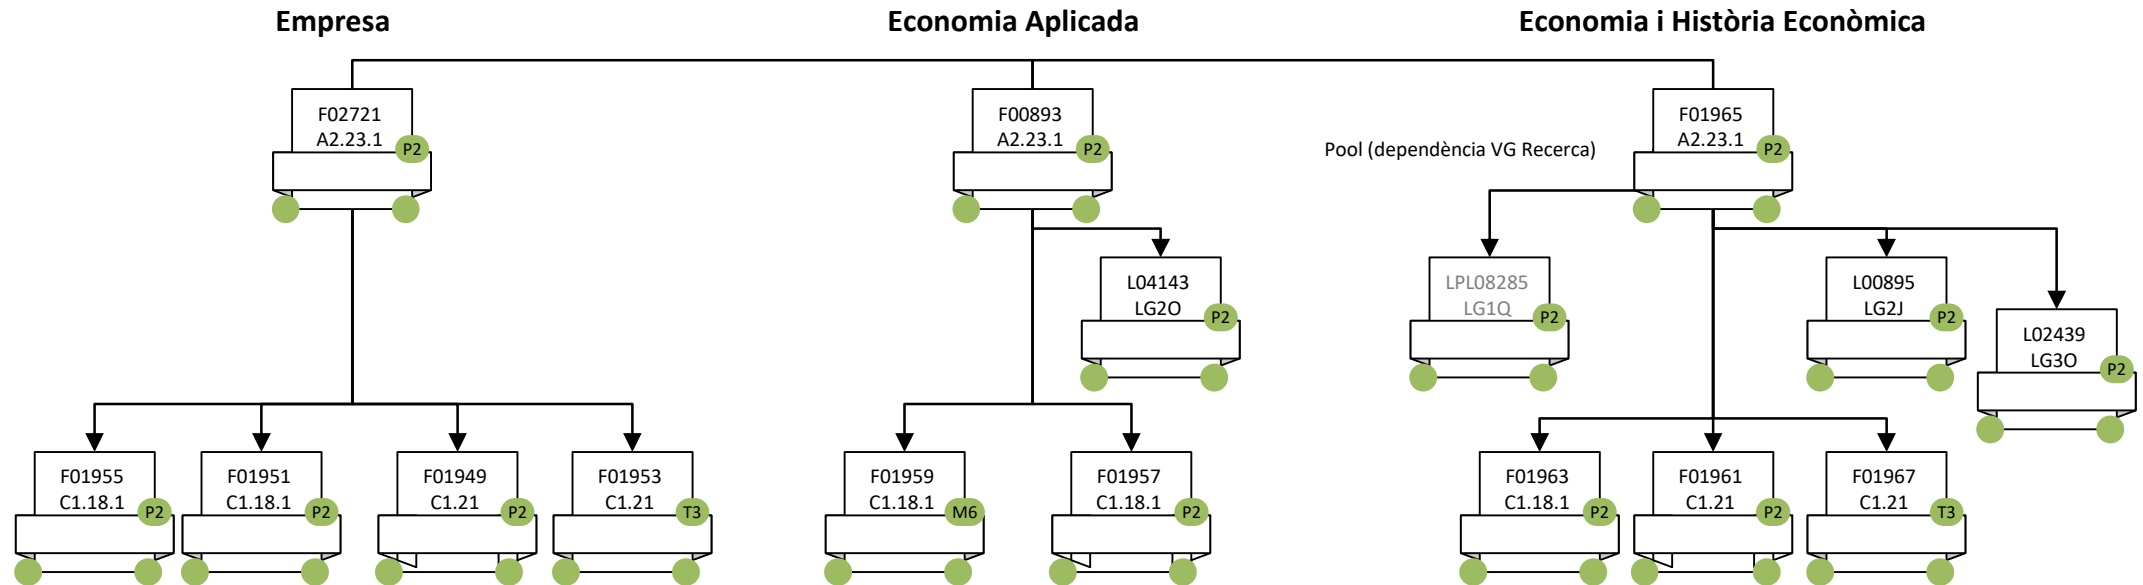 Empresa
Economia Aplicada
Economia i Història Econòmica
F02721
A2.23.1
P2
F00893
A2.23.1
P2
Pool (dependència VG Recerca)
F01965
A2.23.1
P2
L04143
LG2O
P2
LPL08285
LG1Q
P2
L00895
LG2J
P2
L02439
LG3O
P2
F01955
C1.18.1
P2
F01951
C1.18.1
P2
F01949
C1.21
P2
F01953
C1.21
T3
F01959
C1.18.1
M6
F01957
C1.18.1
P2
F01963
C1.18.1
P2
F01961
C1.21
P2
F01967
C1.21
T3